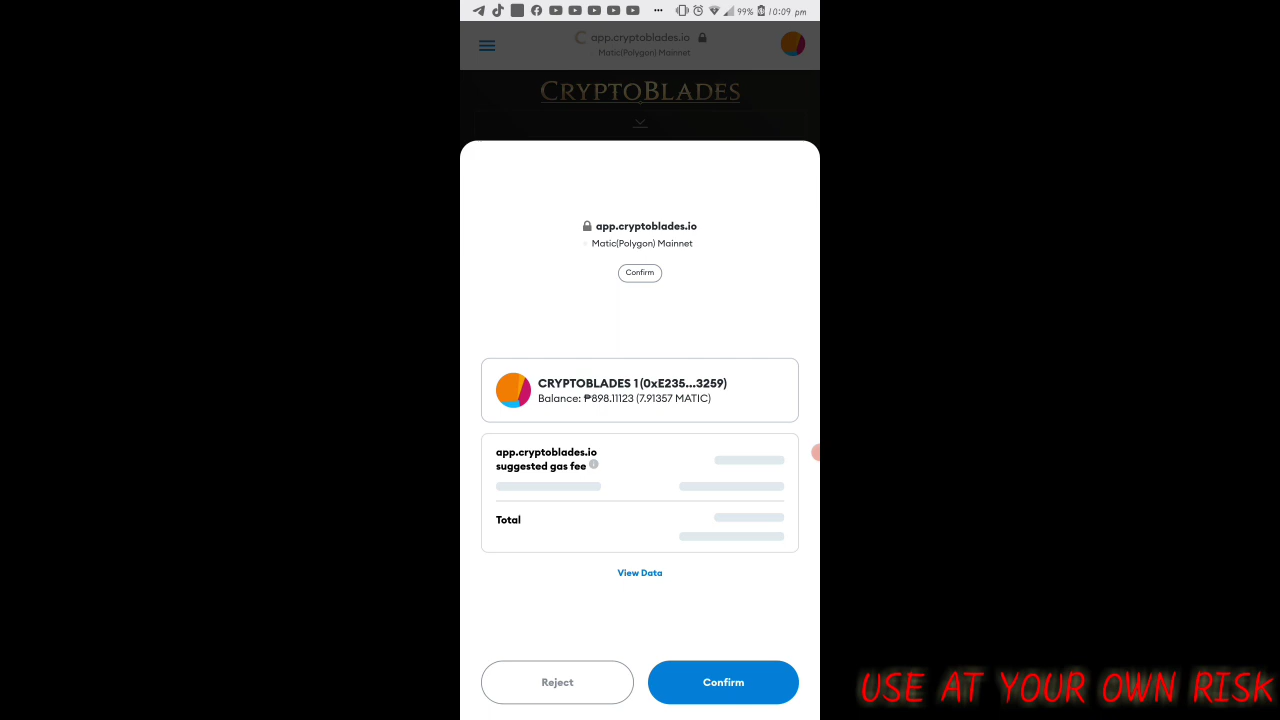 99% 10:09 pm
app.cryptoblades.io
Matic(Polygon) Mainnet
CRYPTOBLADES
app.cryptoblades.io
Matic(Polygon) Mainnet
Confirm
CRYPTOBLADES 1 (0xE235...3259)
Balance: ₱898.11123 (7.91357 MATIC)
app.cryptoblades.io
suggested gas fee
Total
View Data
Reject
Confirm
USE AT YOUR OWN RISK